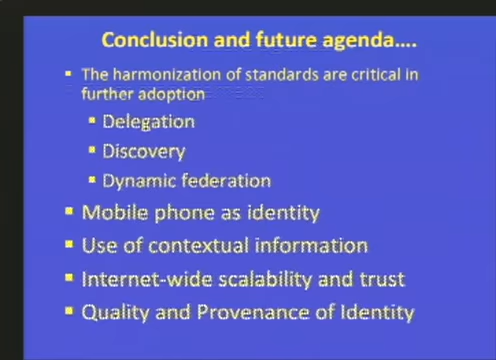 Conclusion and future agenda....
▪ The harmonization of standards are critical in
further adoption
▪ Delegation
▪ Discovery
▪ Dynamic federation
▪ Mobile phone as identity
▪ Use of contextual information
▪ Internet-wide scalability and trust
▪ Quality and Provenance of Identity